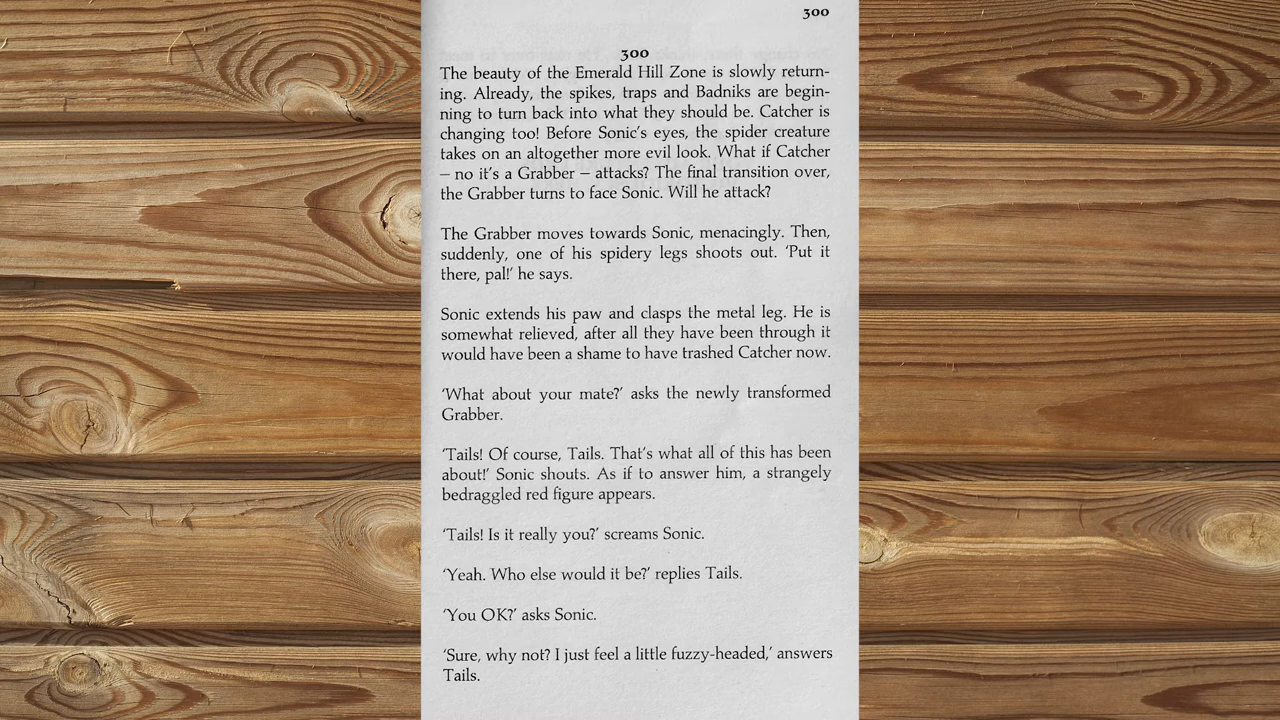 300
300
The beauty of the Emerald Hill Zone is slowly return-
ing. Already, the spikes, traps and Badniks are begin-
ning to turn back into what they should be. Catcher is
changing too! Before Sonic's eyes, the spider creature
takes on an altogether more evil look. What if Catcher
– no it's a Grabber – attacks? The final transition over,
the Grabber turns to face Sonic. Will he attack?
The Grabber moves towards Sonic, menacingly. Then,
suddenly, one of his spidery legs shoots out. 'Put it
there, pal!' he says.
Sonic extends his paw and clasps the metal leg. He is
somewhat relieved, after all they have been through it
would have been a shame to have trashed Catcher now.
'What about your mate?' asks the newly transformed
Grabber.
'Tails! Of course, Tails. That's what all of this has been
about!' Sonic shouts. As if to answer him, a strangely
bedraggled red figure appears.
'Tails! Is it really you?' screams Sonic.
'Yeah. Who else would it be?' replies Tails.
'You OK?' asks Sonic.
'Sure, why not? I just feel a little fuzzy-headed,' answers
Tails.